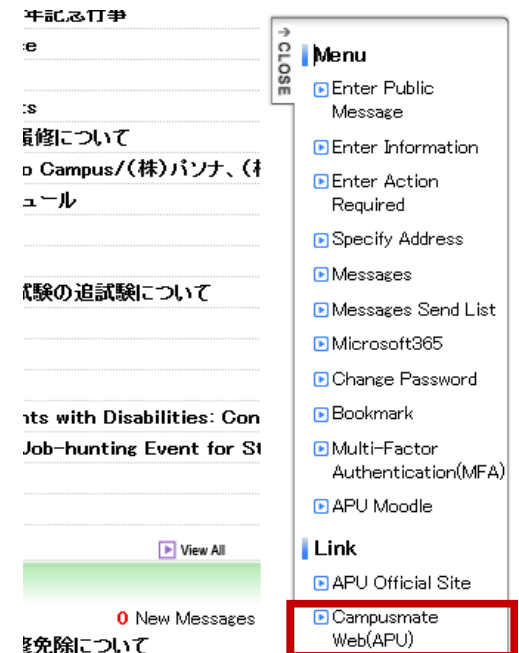 年記念行事
ce
ts
履修について
o Campus/(株)パソナ、(株
ュール
試験の追試験について
nts with Disabilities: Con
Job-hunting Event for St
View All
0 New Messages
除について
→ CLOSE
Menu
Enter Public
Message
Enter Information
Enter Action
Required
Specify Address
Messages
Messages Send List
Microsoft365
Change Password
Bookmark
Multi-Factor
Authentication(MFA)
APU Moodle
Link
APU Official Site
Campusmate
Web(APU)